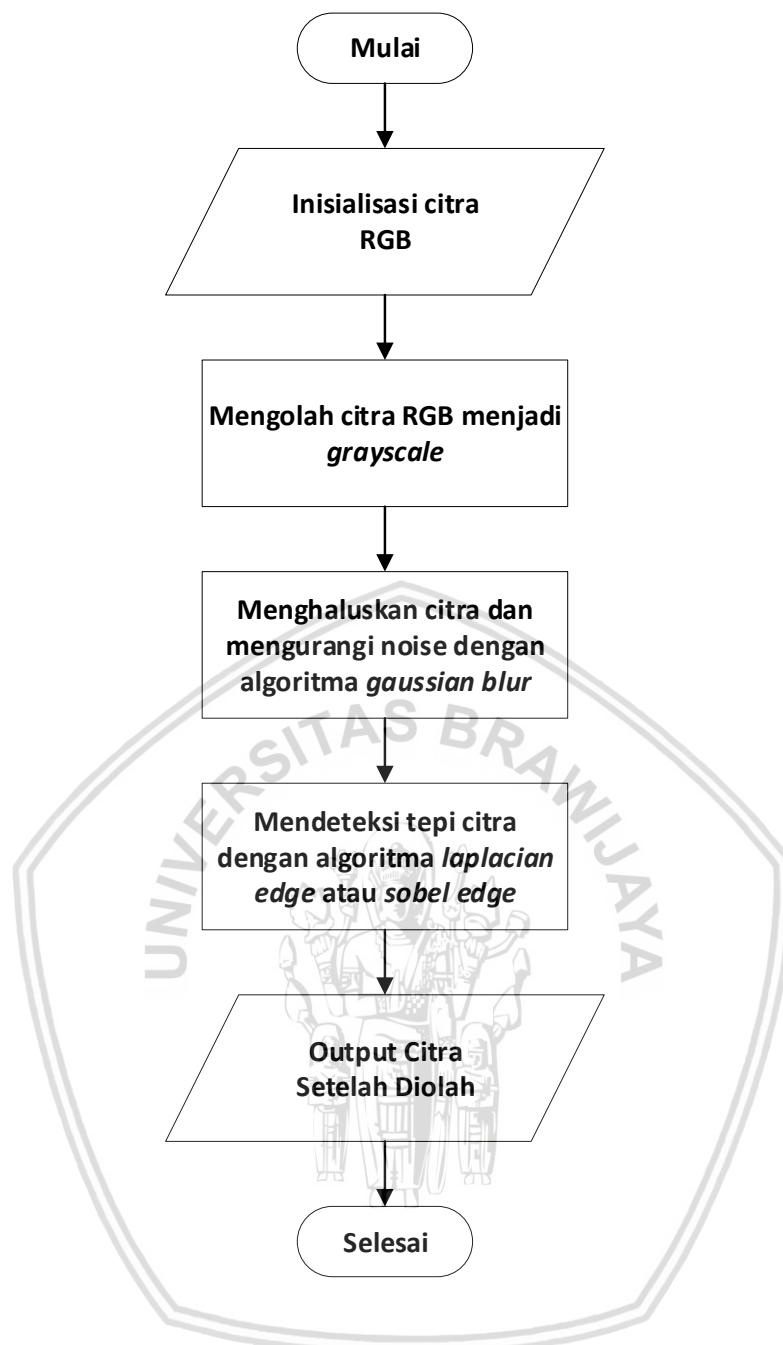 Mulai
Inisialisasi citra
RGB
Mengolah citra RGB menjadi
grayscale
Menghaluskan citra dan
mengurangi noise dengan
algoritma gaussian blur
UNIVERSITAS BRAWIJAYA
Mendeteksi tepi citra
dengan algoritma laplacian
edge atau sobel edge
Output Citra
Setelah Diolah
Selesai